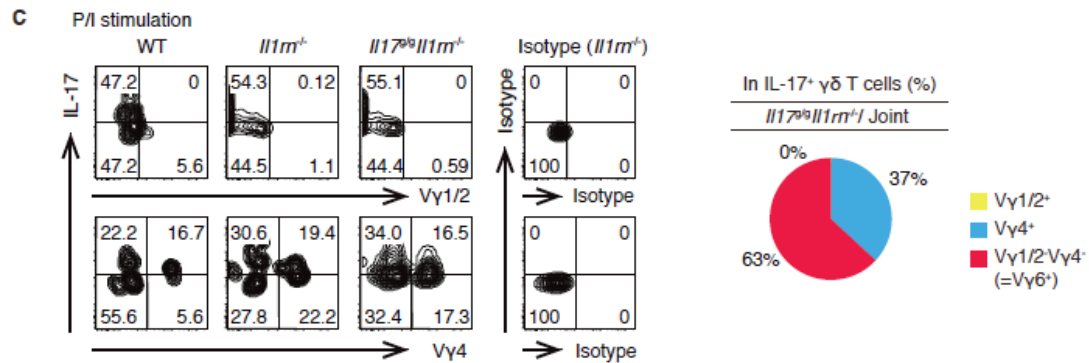 c
P/I stimulation
WT
Il1rn-/-
Il17g/gIl1rn-/-
Isotype (Il1rn-/-)
IL-17
47.2 0
47.2 5.6
54.3 0.12
44.5 1.1
55.1 0
44.4 0.59
Vγ1/2
Isotype
0 0
100 0
Isotype
22.2 16.7
55.6 5.6
30.6 19.4
27.8 22.2
34.0 16.5
32.4 17.3
Vγ4
0 0
100 0
Isotype
In IL-17+ γδ T cells (%)
Il17g/gIl1rn-/-/ Joint
0%
37%
63%
Vγ1/2+
Vγ4+
Vγ1/2-Vγ4-
(=Vγ6+)